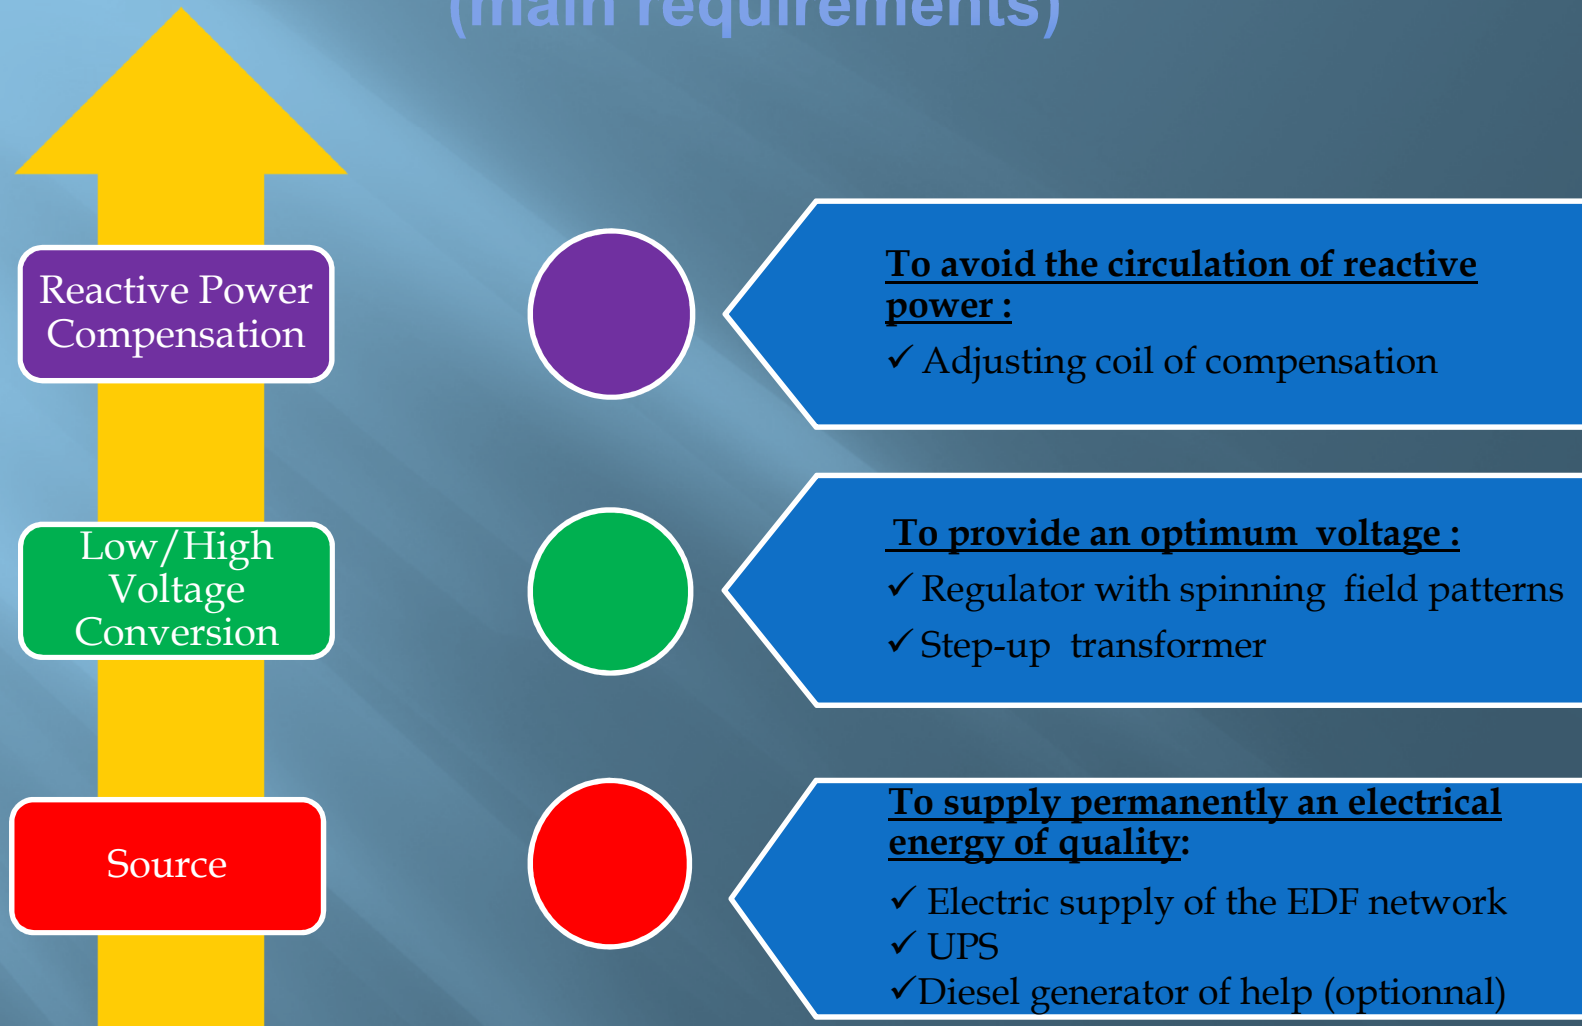 (main requirements)
Reactive Power
Compensation
To avoid the circulation of reactive
power :
✓ Adjusting coil of compensation
Low/High
Voltage
Conversion
To provide an optimum voltage :
✓ Regulator with spinning field patterns
✓ Step-up transformer
Source
To supply permanently an electrical
energy of quality:
✓ Electric supply of the EDF network
✓ UPS
✓Diesel generator of help (optionnal)